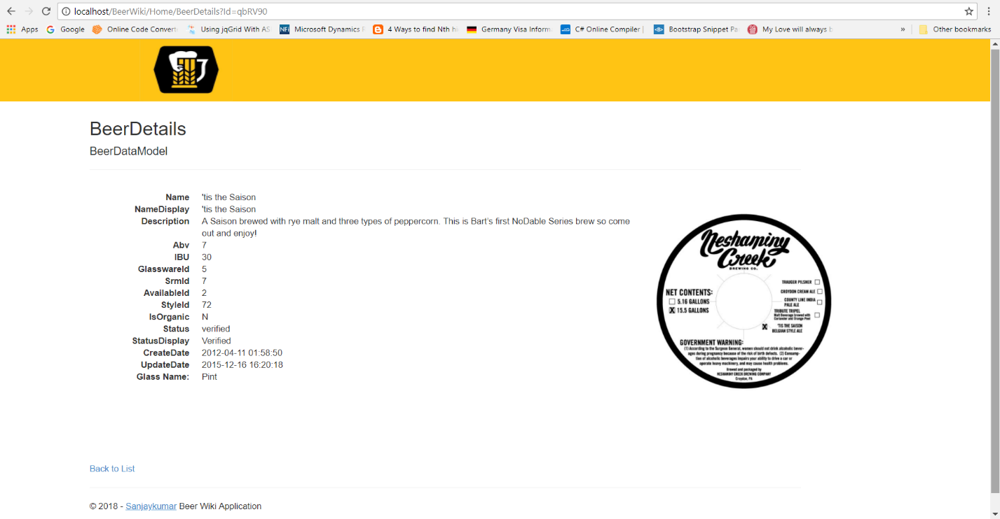 localhost/BeerWiki/Home/BeerDetails?Id=qbRV90
Apps Google Online Code Convert Using jqGrid With AS Microsoft Dynamics 4 Ways to find Nth hi Germany Visa Inform C# Online Compiler | Bootstrap Snippet Pa My Love will always b » Other bookmarks
BeerDetails
BeerDataModel
Name 'tis the Saison
NameDisplay 'tis the Saison
Description A Saison brewed with rye malt and three types of peppercorn. This is Bart's first NoDable Series brew so come
out and enjoy!
Abv 7
IBU 30
GlasswareId 5
SrmId 7
AvailableId 2
StyleId 72
IsOrganic N
Status verified
StatusDisplay Verified
CreateDate 2012-04-11 01:58:50
UpdateDate 2015-12-16 16:20:18
Glass Name: Pint
Neshaminy
Creek
BREWING CO.
NET CONTENTS:
5.16 GALLONS
X 15.5 GALLONS
TRAUGER PILSNER
CROYDON CREAM ALE
COUNTY LINE INDIA
PALE ALE
TRIBUTE TRIPEL
Malt Beverage brewed with
Coriander and Orange Peel
X 'TIS THE SAISON
BELGIAN STYLE ALE
GOVERNMENT WARNING:
(1) According to the Surgeon General, women should not drink alcoholic bever-
ages during pregnancy because of the risk of birth defects. (2) Consump-
tion of alcoholic beverages impairs your ability to drive a car or
operate heavy machinery, and may cause health problems.
Brewed and packaged by
NESHAMINY CREEK BREWING COMPANY
Croydon, PA
Back to List
© 2018 - Sanjaykumar Beer Wiki Application